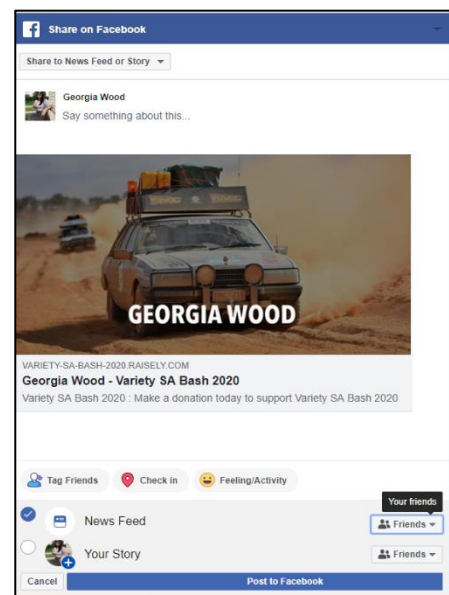 Share on Facebook
Share to News Feed or Story
Georgia Wood
Say something about this...
GEORGIA WOOD
VARIETY-SA-BASH-2020.RAISELY.COM
Georgia Wood - Variety SA Bash 2020
Variety SA Bash 2020 : Make a donation today to support Variety SA Bash 2020
Tag Friends Check in Feeling/Activity
Your friends
News Feed Friends
Your Story Friends
Cancel Post to Facebook